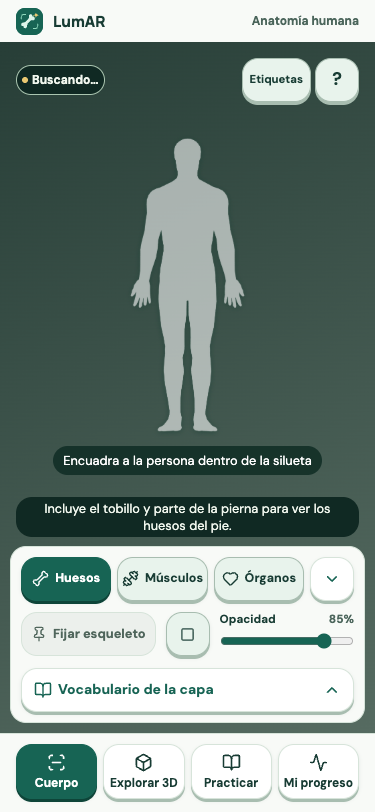 LumAR
Anatomía humana
Buscando...
Etiquetas
?
Encuadra a la persona dentro de la silueta
Incluye el tobillo y parte de la pierna para ver los
huesos del pie.
Huesos
Músculos
Órganos
Fijar esqueleto
Opacidad
85%
Vocabulario de la capa
Cuerpo
Explorar 3D
Practicar
Mi progreso